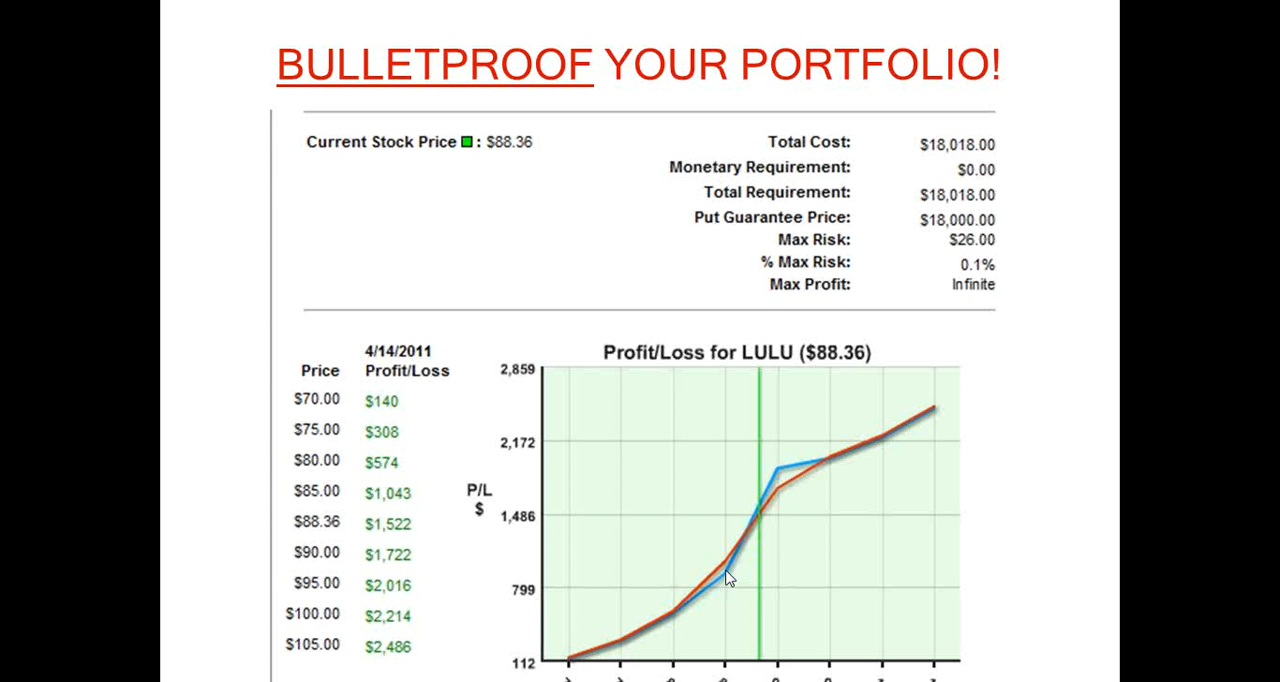 BULLETPROOF YOUR PORTFOLIO!
Current Stock Price : $88.36
Total Cost: $18,018.00
Monetary Requirement: $0.00
Total Requirement: $18,018.00
Put Guarantee Price: $18,000.00
Max Risk: $26.00
% Max Risk: 0.1%
Max Profit: Infinite
4/14/2011
Price Profit/Loss
$70.00 $140
$75.00 $308
$80.00 $574
$85.00 $1,043
$88.36 $1,522
$90.00 $1,722
$95.00 $2,016
$100.00 $2,214
$105.00 $2,486
Profit/Loss for LULU ($88.36)
P/L
$
2,859
2,172
1,486
799
112